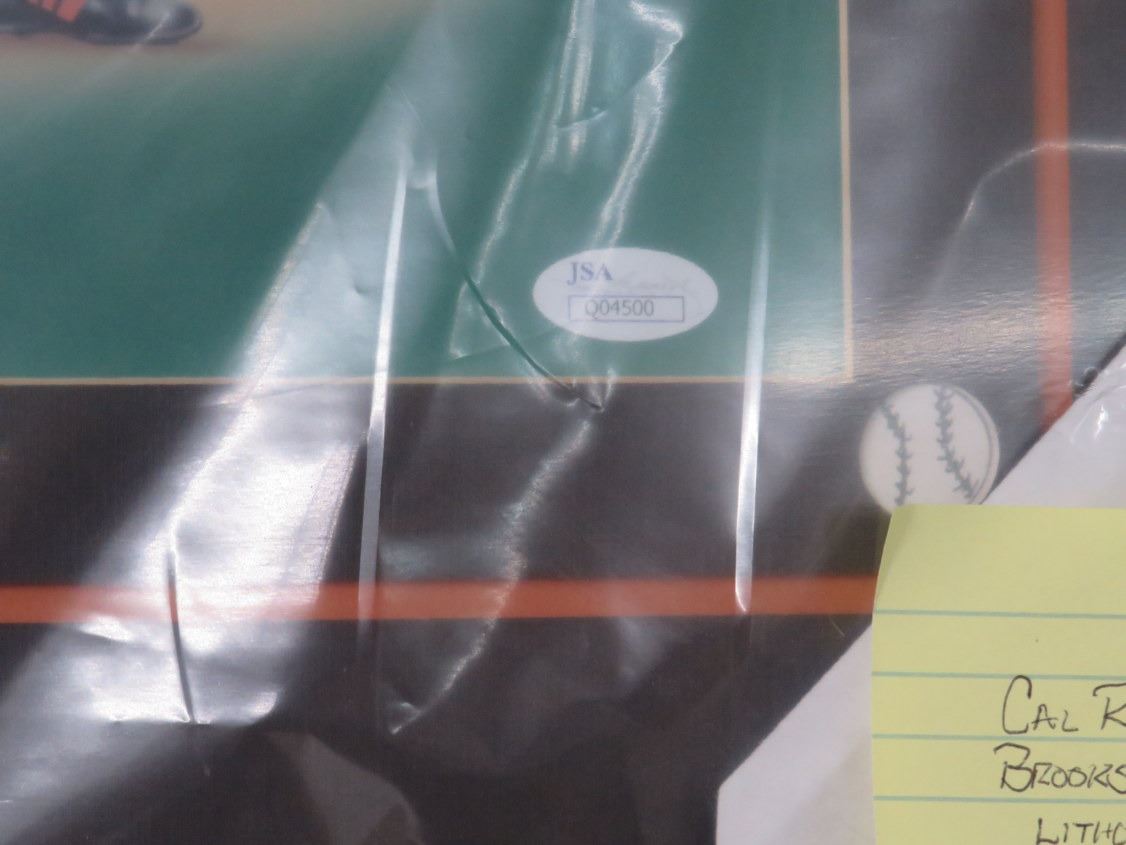 JSA
Q04500
CAL R
BROOKS
LITHO